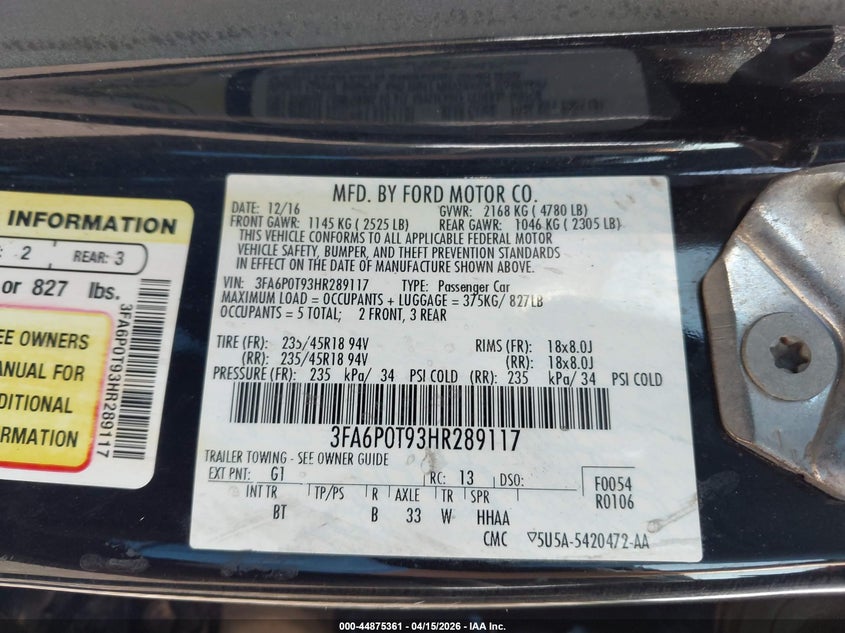 INFORMATION
: 2 REAR: 3
or 827 lbs.
SEE OWNERS
MANUAL FOR
ADDITIONAL
INFORMATION
3FA6P0T93HR289117
MFD. BY FORD MOTOR CO.
DATE: 12/16 GVWR: 2168 KG ( 4780 LB)
FRONT GAWR: 1145 KG ( 2525 LB) REAR GAWR: 1046 KG ( 2305 LB)
THIS VEHICLE CONFORMS TO ALL APPLICABLE FEDERAL MOTOR
VEHICLE SAFETY, BUMPER, AND THEFT PREVENTION STANDARDS
IN EFFECT ON THE DATE OF MANUFACTURE SHOWN ABOVE.
VIN: 3FA6P0T93HR289117 TYPE: Passenger Car
MAXIMUM LOAD = OCCUPANTS + LUGGAGE = 375KG/ 827LB
OCCUPANTS = 5 TOTAL; 2 FRONT, 3 REAR
TIRE (FR): 235/45R18 94V RIMS (FR): 18x8.0J
(RR): 235/45R18 94V (RR): 18x8.0J
PRESSURE (FR): 235 kPa/ 34 PSI COLD (RR): 235 kPa/ 34 PSI COLD
3FA6P0T93HR289117
TRAILER TOWING - SEE OWNER GUIDE
EXT PNT: G1 RC: 13 DSO: F0054
R0106
INT TR TP/PS R AXLE TR SPR
BT B 33 W HHAA
CMC ▽5U5A-5420472-AA
000-44875361 | 04/15/2026 | IAA Inc.